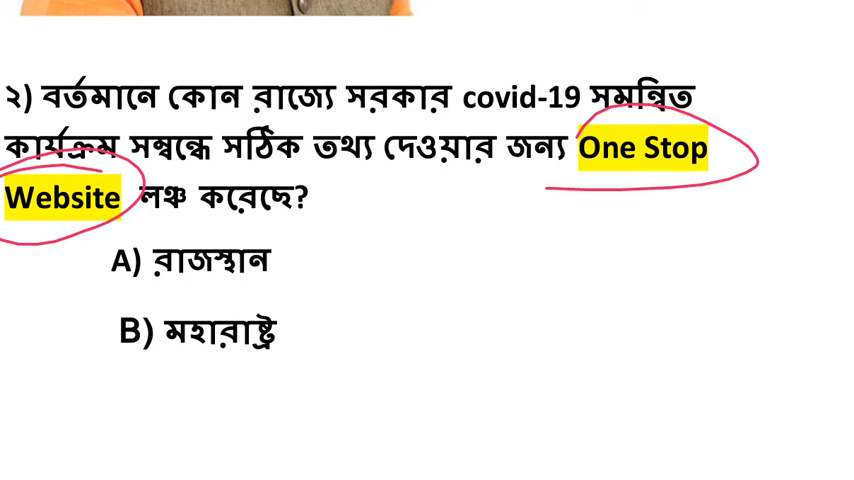 ২) বর্তমানে কোন রাজ্যে সরকার covid-19 সমন্বিত
কার্যক্রম সম্বন্ধে সঠিক তথ্য দেওয়ার জন্য One Stop
Website লঞ্চ করেছে?
A) রাজস্থান
B) মহারাষ্ট্র